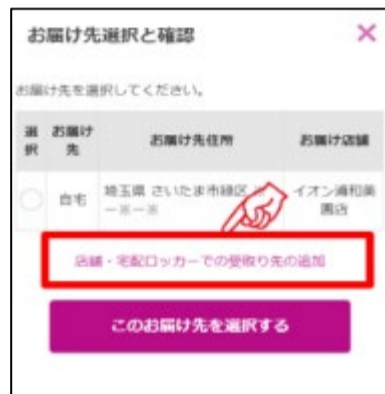 お届け先選択と確認
×
お届け先を選択してください。
選択 お届け先 お届け先住所 お届け店舗
自宅 埼玉県 さいたま市緑区 イオン浦和美園店
ー※ー※
店舗・宅配ロッカーでの受取り先の追加
このお届け先を選択する